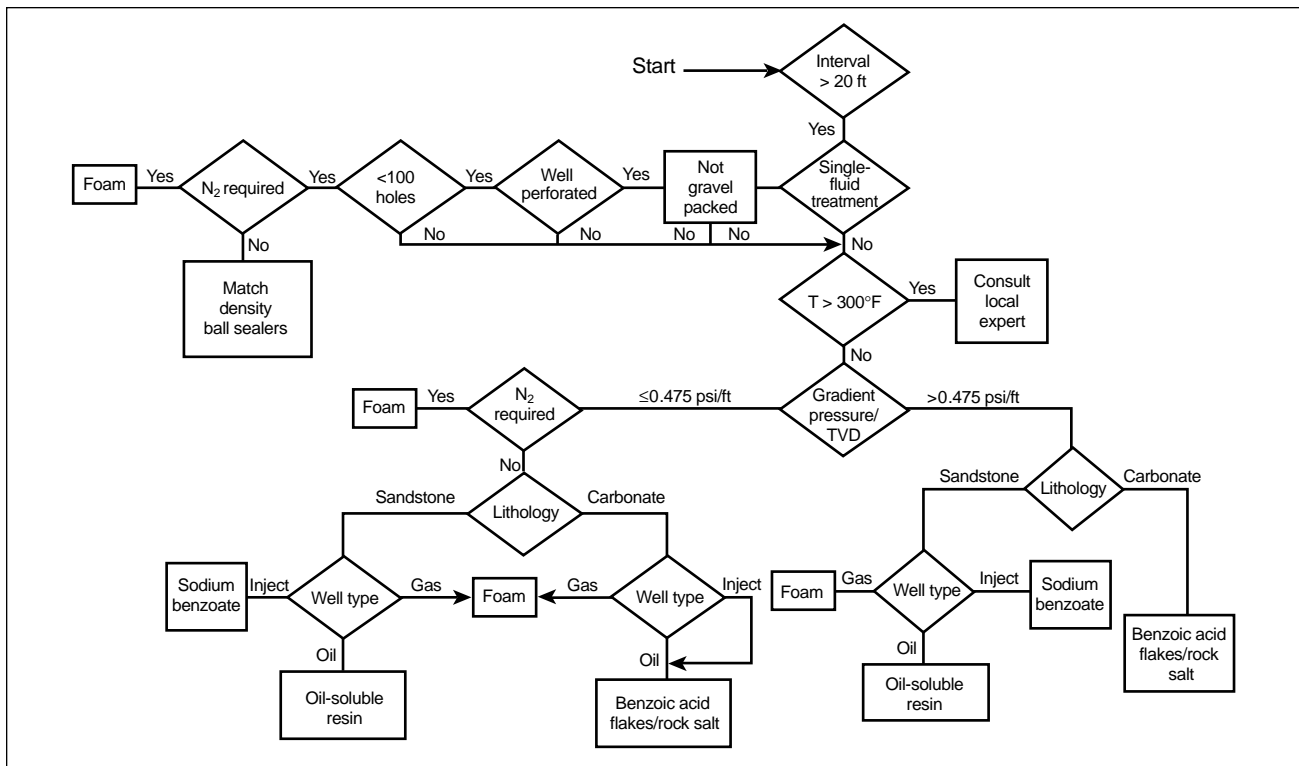 Start
Interval
> 20 ft
Yes
Foam
Yes
N2 required
Yes
<100
holes
Yes
Well
perforated
Yes
Not
gravel
packed
Single-
fluid
treatment
No
No
No
No
No
No
Match
density
ball sealers
T > 300°F
Yes
Consult
local
expert
No
Foam
Yes
N2
required
≤0.475 psi/ft
Gradient
pressure/
TVD
>0.475 psi/ft
No
Sandstone
Lithology
Carbonate
Sandstone
Lithology
Carbonate
Sodium
benzoate
Inject
Well type
Gas
Foam
Gas
Well type
Inject
Foam
Gas
Well type
Inject
Sodium
benzoate
Oil
Oil
Oil
Oil-soluble
resin
Benzoic acid
flakes/rock salt
Oil-soluble
resin
Benzoic acid
flakes/rock
salt